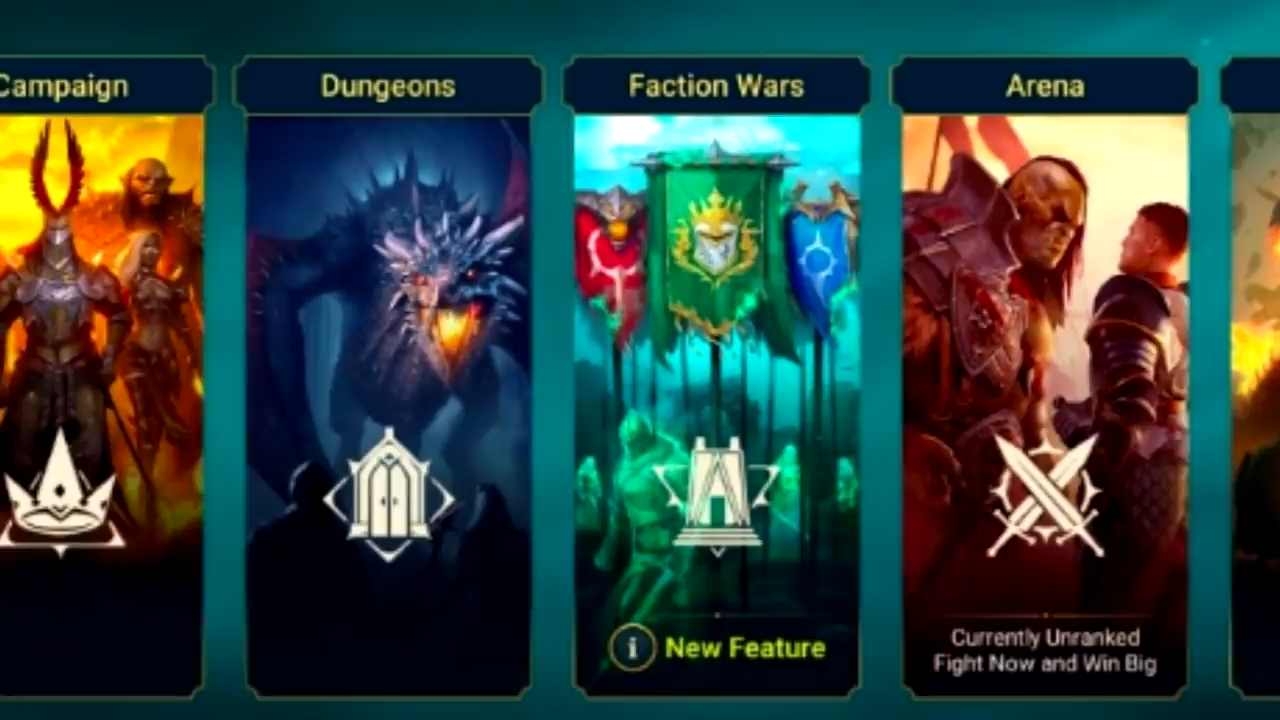 Campaign
Dungeons
Faction Wars
Arena
i New Feature
Currently Unranked
Fight Now and Win Big